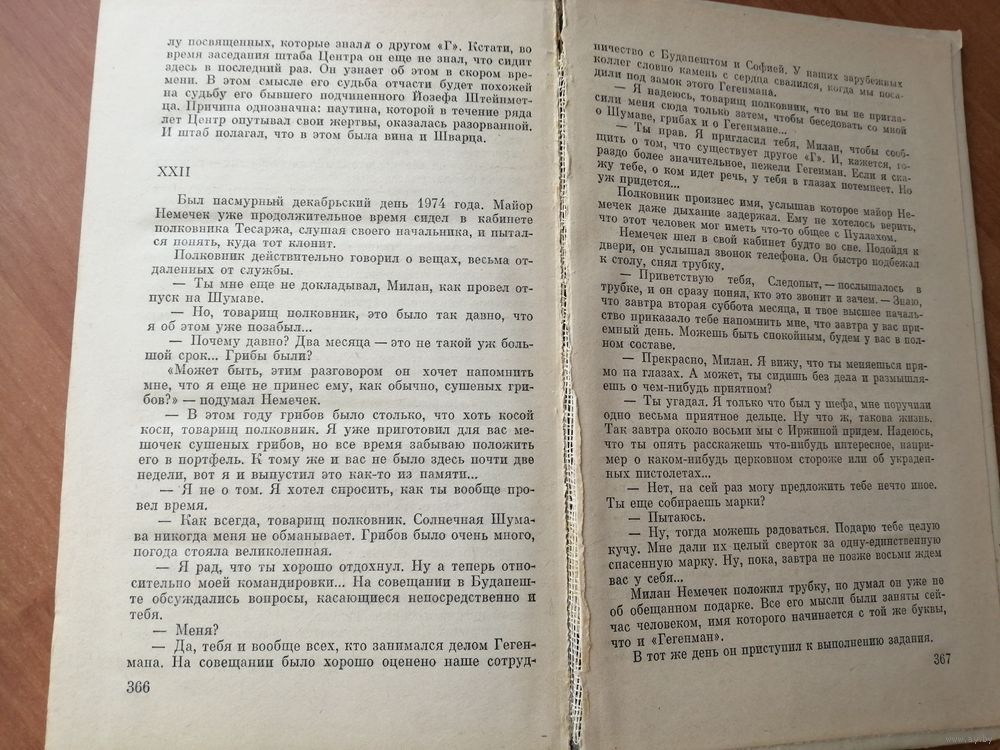 лу посвященных, которые знали о другом «Г». Кстати, во
время заседания штаба Центра он еще не знал, что сидит
здесь в последний раз. Он узнает об этом в скором вре-
мени. В этом смысле его судьба отчасти будет похожей
на судьбу его бывшего подчиненного Йозефа Штейнмет-
ца. Причина однозначна: паутина, которой в течение ряда
лет Центр опутывал свои жертвы, оказалась разорванной.
И штаб полагал, что в этом была вина и Шварца.
XXII
Был пасмурный декабрьский день 1974 года. Майор
Немечек уже продолжительное время сидел в кабинете
полковника Тесаржа, слушая своего начальника, и пытал-
ся понять, куда тот клонит.
Полковник действительно говорил о вещах, весьма от-
даленных от службы.
— Ты мне еще не докладывал, Милан, как провел от-
пуск на Шумаве.
— Но, товарищ полковник, это было так давно, что
я об этом уже позабыл...
— Почему давно? Два месяца — это не такой уж боль-
шой срок... Грибы были?
«Может быть, этим разговором он хочет напомнить
мне, что я еще не принес ему, как обычно, сушеных гри-
бов?» — подумал Немечек.
— В этом году грибов было столько, что хоть косой
коси, товарищ полковник. Я уже приготовил для вас ме-
шочек сушеных грибов, но все время забываю положить
его в портфель. К тому же и вас не было здесь почти две
недели, вот я и выпустил это как-то из памяти...
— Я не о том. Я хотел спросить, как ты вообще про-
вел время.
— Как всегда, товарищ полковник. Солнечная Шума-
ва никогда меня не обманывает. Грибов было очень много,
погода стояла великолепная.
— Я рад, что ты хорошо отдохнул. Ну а теперь отно-
сительно моей командировки... На совещании в Будапеш-
те обсуждались вопросы, касающиеся непосредственно и
тебя.
— Меня?
— Да, тебя и вообще всех, кто занимался делом Геген-
мана. На совещании было хорошо оценено наше сотруд-
366
ничество с Будапештом и Софией. У наших зарубежных
коллег словно камень с сердца свалился, когда мы поса-
дили под замок этого Гегенмана.
— Я надеюсь, товарищ полковник, что вы не пригла-
сили меня сюда только затем, чтобы беседовать со мной
о Шумаве, грибах и о Гегенмане...
— Ты прав. Я пригласил тебя, Милан, чтобы сооб-
щить о том, что существует другое «Г». И, кажется, го-
раздо более значительное, нежели Гегенман. Если я ска-
жу тебе, о ком идет речь, у тебя в глазах потемнеет. Но
уж придется...
Полковник произнес имя, услышав которое майор Не-
мечек даже дыхание задержал. Ему не хотелось верить,
что этот человек мог иметь что-то общее с Пуллахом.
Немечек шел в свой кабинет будто во сне. Подойдя к
двери, он услышал звонок телефона. Он быстро подбежал
к столу, снял трубку.
— Приветствую тебя, Следопыт, — послышалось в
трубке, и он сразу понял, кто это звонит и зачем. — Знаю,
что завтра вторая суббота месяца, и твое высшее началь-
ство приказало тебе напомнить мне, что завтра у вас при-
емный день. Можешь быть спокойным, будем у вас в пол-
ном составе.
— Прекрасно, Милан. Я вижу, что ты меняешься пря-
мо на глазах. А может, ты сидишь без дела и размышля-
ешь о чем-нибудь приятном?
— Ты угадал. Я только что был у шефа, мне поручили
одно весьма приятное дельце. Ну что ж, такова жизнь.
Так завтра около восьми мы с Иржиной придем. Надеюсь,
что ты опять расскажешь что-нибудь интересное, напри-
мер о каком-нибудь церковном стороже или об украден-
ных пистолетах...
— Нет, на сей раз могу предложить тебе нечто иное.
Ты еще собираешь марки?
— Пытаюсь.
— Ну, тогда можешь радоваться. Подарю тебе целую
кучу. Мне дали их целый сверток за одну-единственную
спасенную марку. Ну, пока, завтра не позже восьми ждем
вас у себя...
Милан Немечек положил трубку, но думал он уже не
об обещанном подарке. Все его мысли были заняты сей-
час человеком, имя которого начинается с той же буквы,
что и «Гегенман».
В тот же день он приступил к выполнению задания.
367
www.ay.by